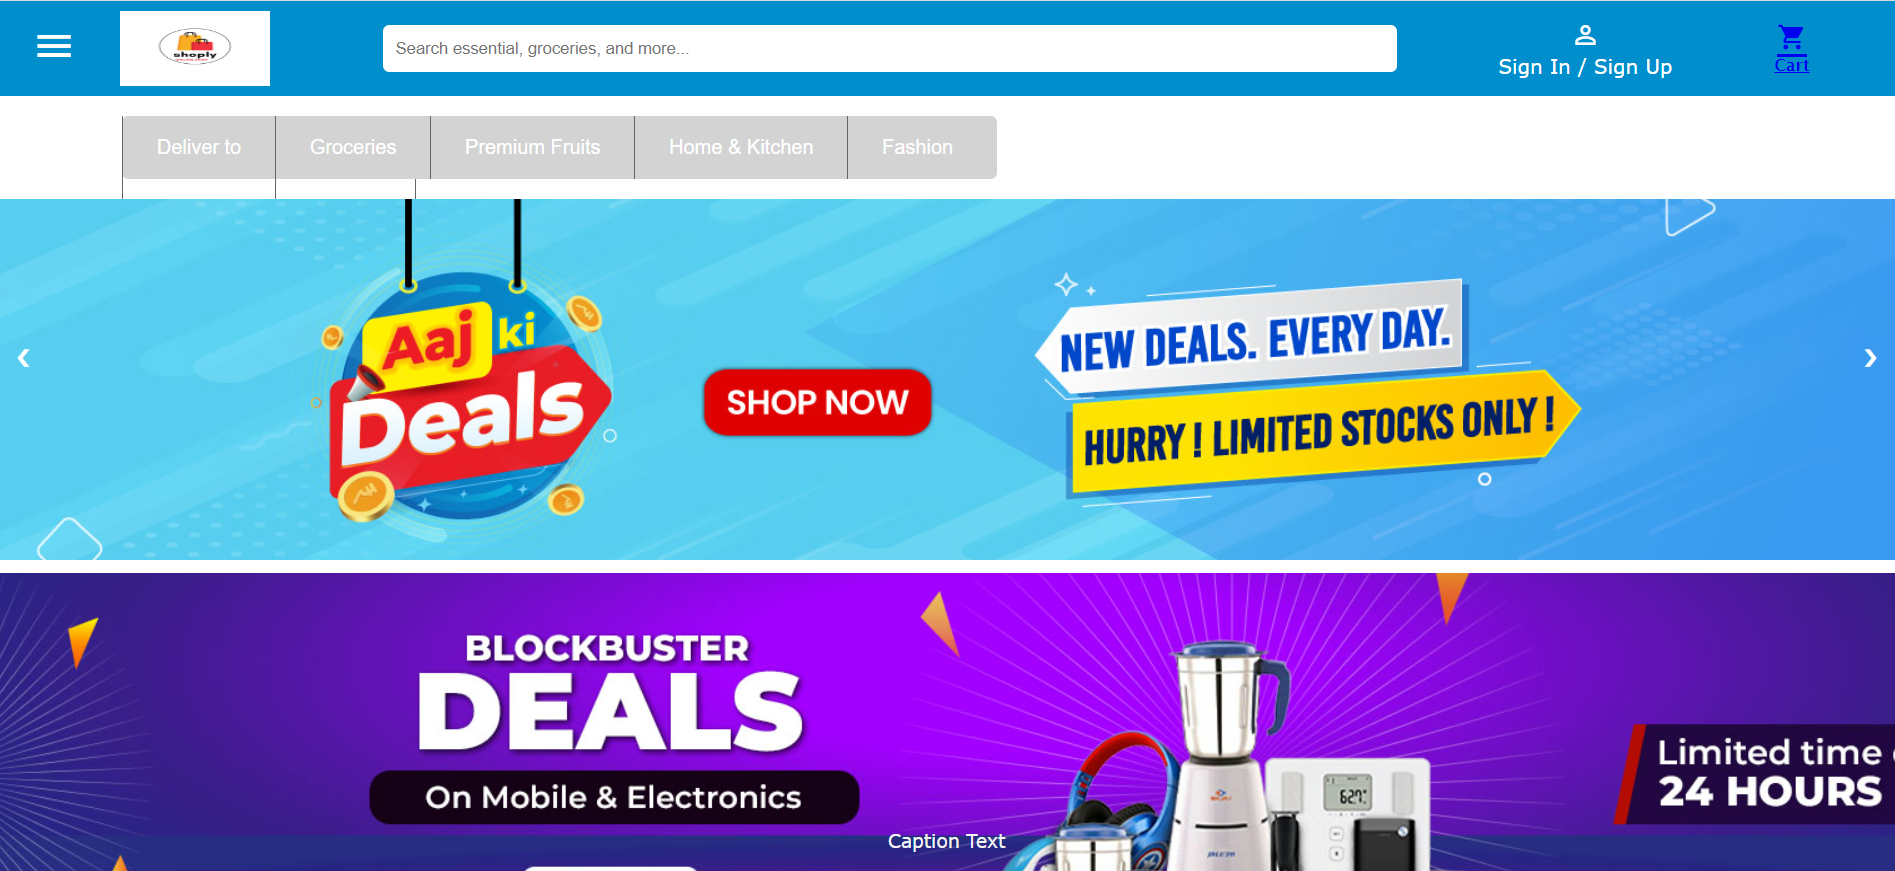 shoply
Search essential, groceries, and more...
Sign In / Sign Up
Cart
Deliver to
Groceries
Premium Fruits
Home & Kitchen
Fashion
Aaj ki
Deals
SHOP NOW
NEW DEALS. EVERY DAY.
HURRY ! LIMITED STOCKS ONLY !
❮
❯
BLOCKBUSTER
DEALS
On Mobile & Electronics
Limited time
24 HOURS
62.7
Caption Text